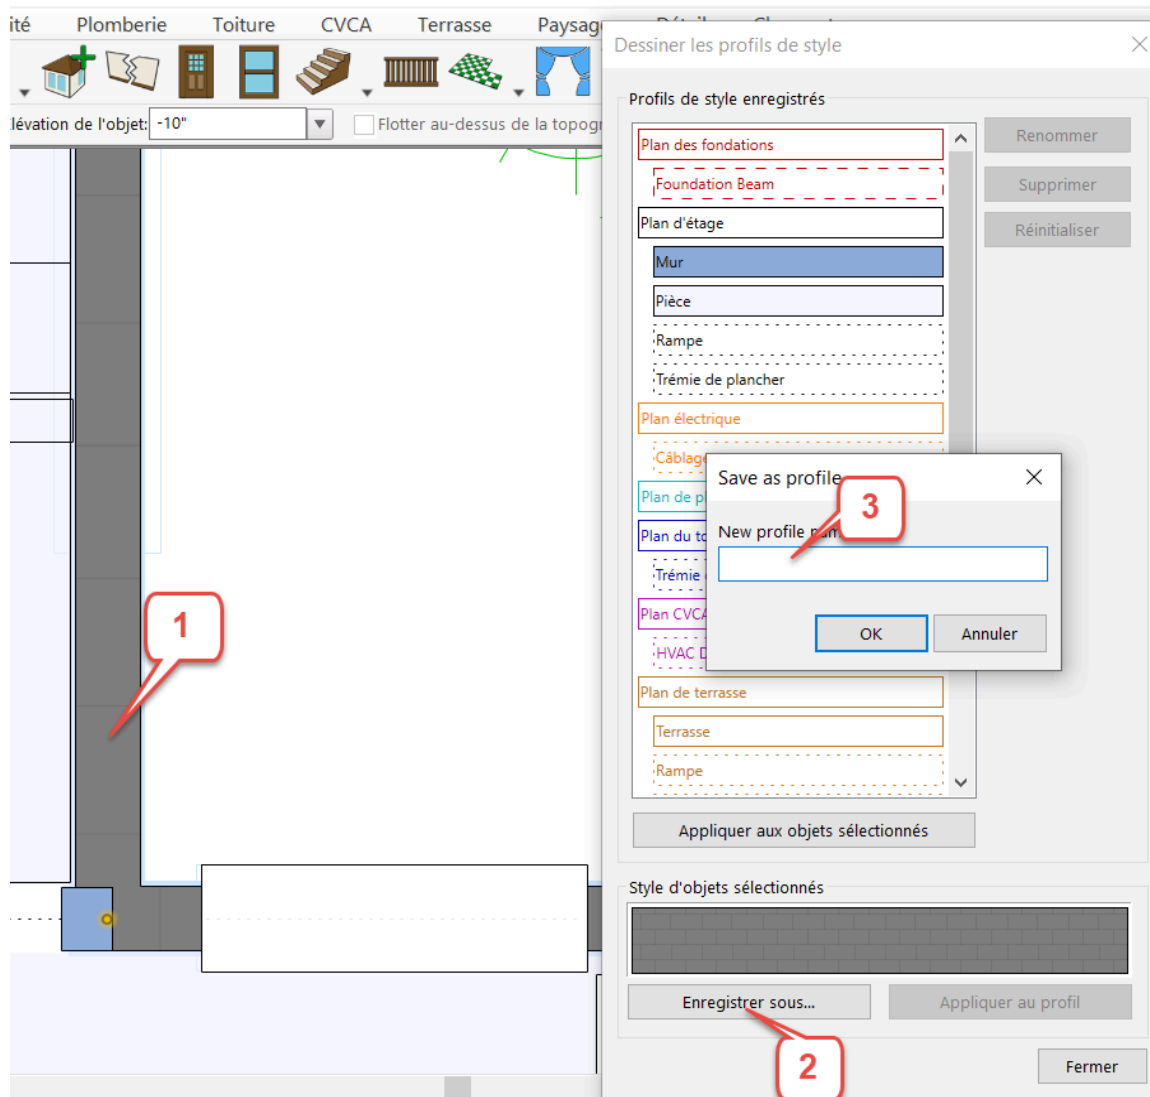 ité Plomberie Toiture CVCA Terrasse Paysag
Dessiner les profils de style
lévation de l'objet: -10" Flotter au-dessus de la topogr
Profils de style enregistrés
Plan des fondations
Foundation Beam
Plan d'étage
Mur
Pièce
Rampe
Trémie de plancher
Plan électrique
Câblage
Plan de p
Plan du to
Trémie
Plan CVCA
HVAC D
Plan de terrasse
Terrasse
Rampe
Renommer
Supprimer
Réinitialiser
Save as profile
New profile nam
OK Annuler
1
3
Appliquer aux objets sélectionnés
Style d'objets sélectionnés
Enregistrer sous... Appliquer au profil
2
Fermer